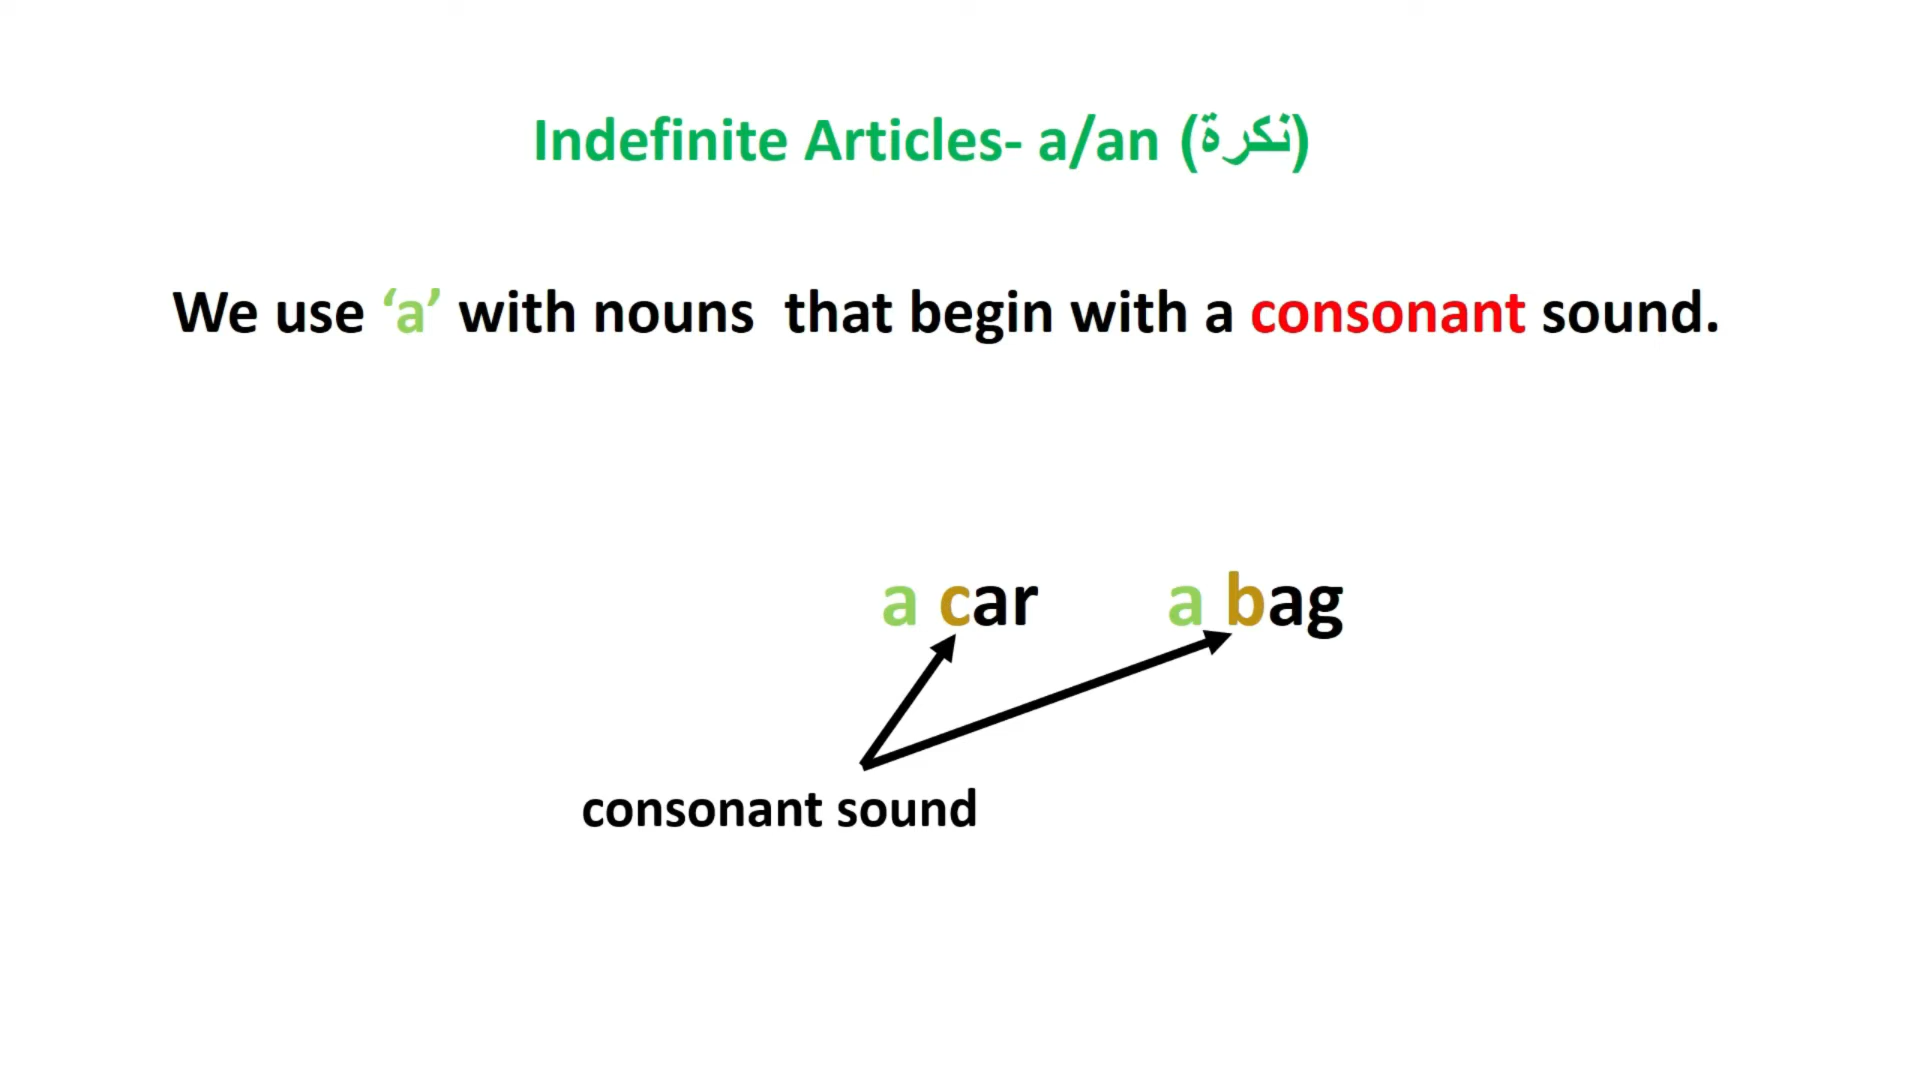 Indefinite Articles- a/an (نكرة)
We use ‘a’ with nouns  that begin with a consonant sound.
a car a bag
consonant sound